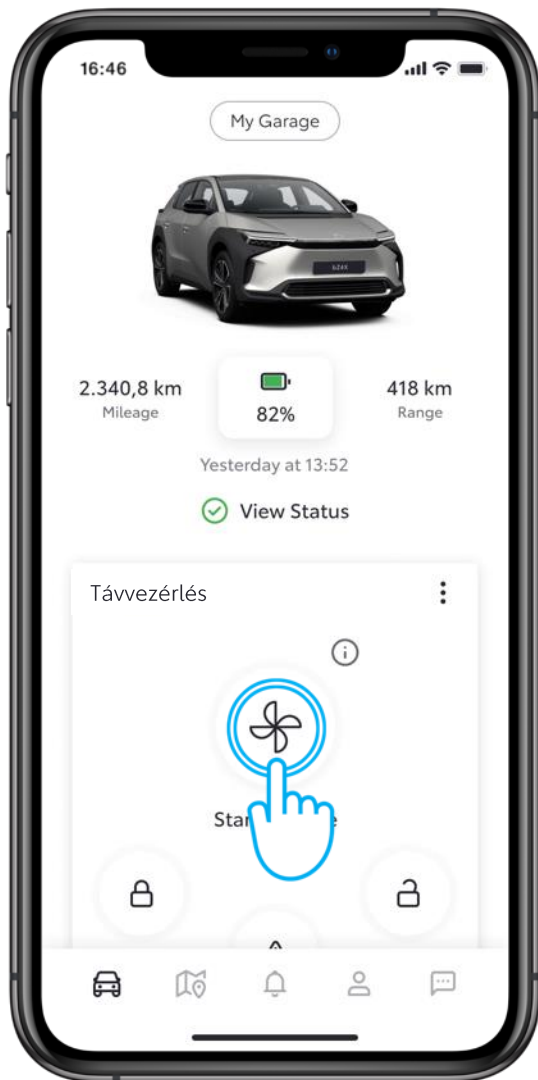 16:46
My Garage
2.340,8 km
Mileage
82%
418 km
Range
Yesterday at 13:52
View Status
Távvezérlés